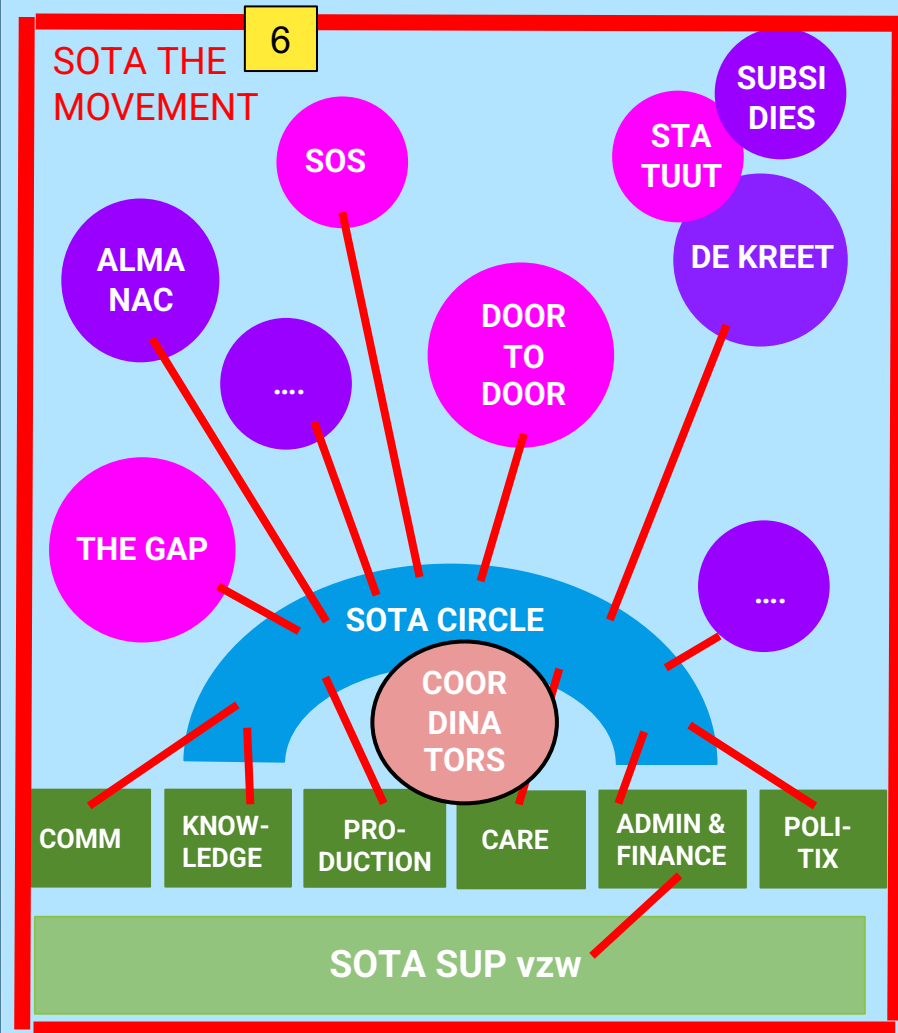 6
SOTA THE
MOVEMENT
SUBSI
DIES
STA
TUUT
SOS
DE KREET
ALMA
NAC
DOOR
TO
DOOR
....
THE GAP
....
SOTA CIRCLE
COOR
DINA
TORS
COMM
KNOW-
LEDGE
PRO-
DUCTION
CARE
ADMIN &
FINANCE
POLI-
TIX
SOTA SUP vzw